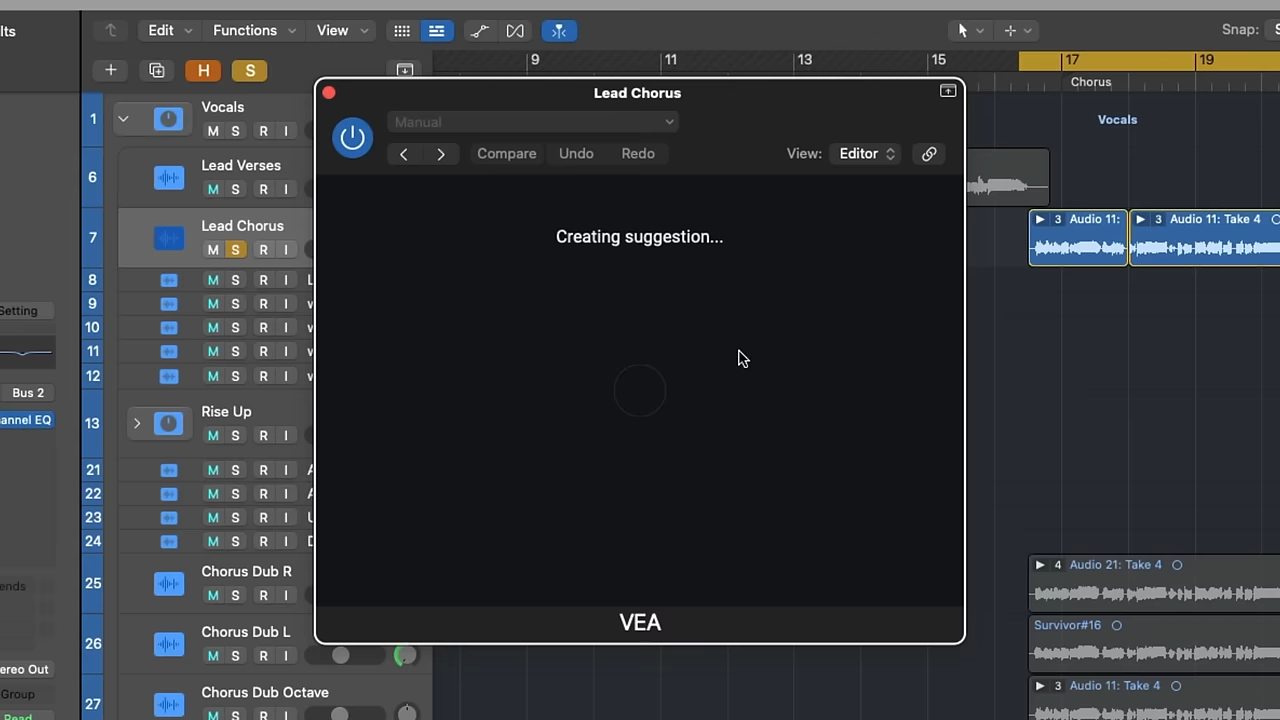 lts
Edit Functions View Snap: S
H S
9 11 13 15 17 19
Chorus
1 Vocals
M S R I
Vocals
6 Lead Verses
M S R I
7 Lead Chorus
M S R I
3 Audio 11: 3 Audio 11: Take 4
8 M S R I L
9 M S R I w
10 M S R I w
11 M S R I w
12 M S R I w
13 Rise Up
M S R I
21 M S R I A
22 M S R I A
23 M S R I U
24 M S R I D
25 Chorus Dub R
M S R I
4 Audio 21: Take 4
26 Chorus Dub L
M S R I
Survivor#16
27 Chorus Dub Octave
M S R I
3 Audio 11: Take 4
Setting
Bus 2
annel EQ
ends
ereo Out
Group
Read
Lead Chorus
Manual
Compare Undo Redo View: Editor
Creating suggestion...
VEA